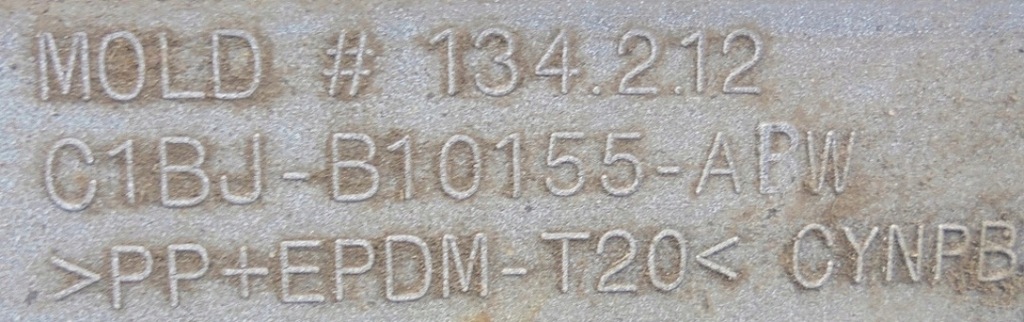 MOLD # 134.212
C1BJ-B10155-ABW
>PP+EPDM-T20< CYNPB